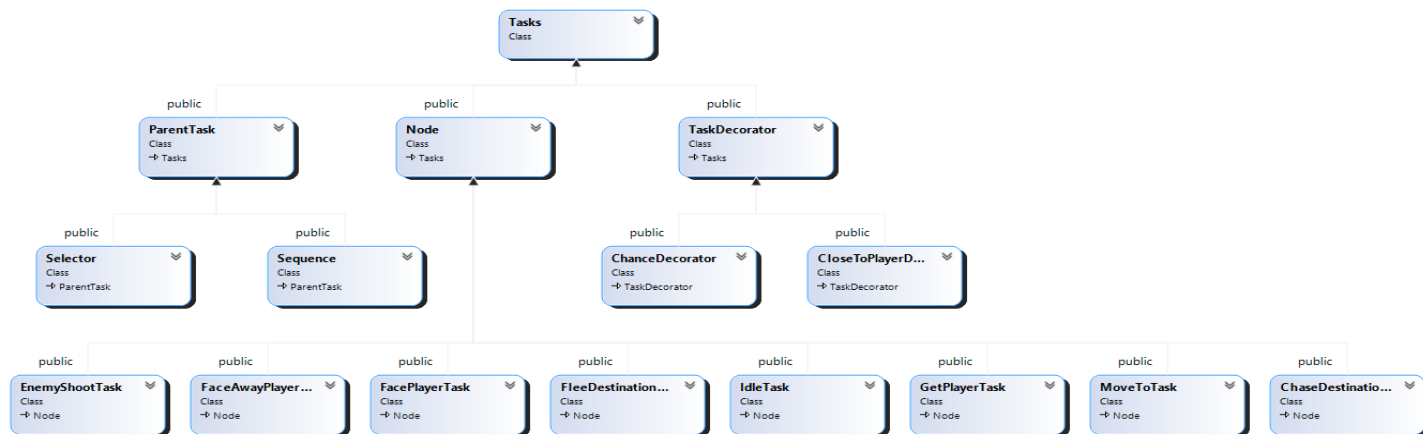 Tasks
Class
public
public
public
ParentTask
Class
Tasks
Node
Class
Tasks
TaskDecorator
Class
Tasks
public
public
public
public
Selector
Class
ParentTask
Sequence
Class
ParentTask
ChanceDecorator
Class
TaskDecorator
CloseToPlayerD...
Class
TaskDecorator
public
public
public
public
public
public
public
public
EnemyShootTask
Class
Node
FaceAwayPlayer...
Class
Node
FacePlayerTask
Class
Node
FleeDestination...
Class
Node
IdleTask
Class
Node
GetPlayerTask
Class
Node
MoveToTask
Class
Node
ChaseDestinatio...
Class
Node